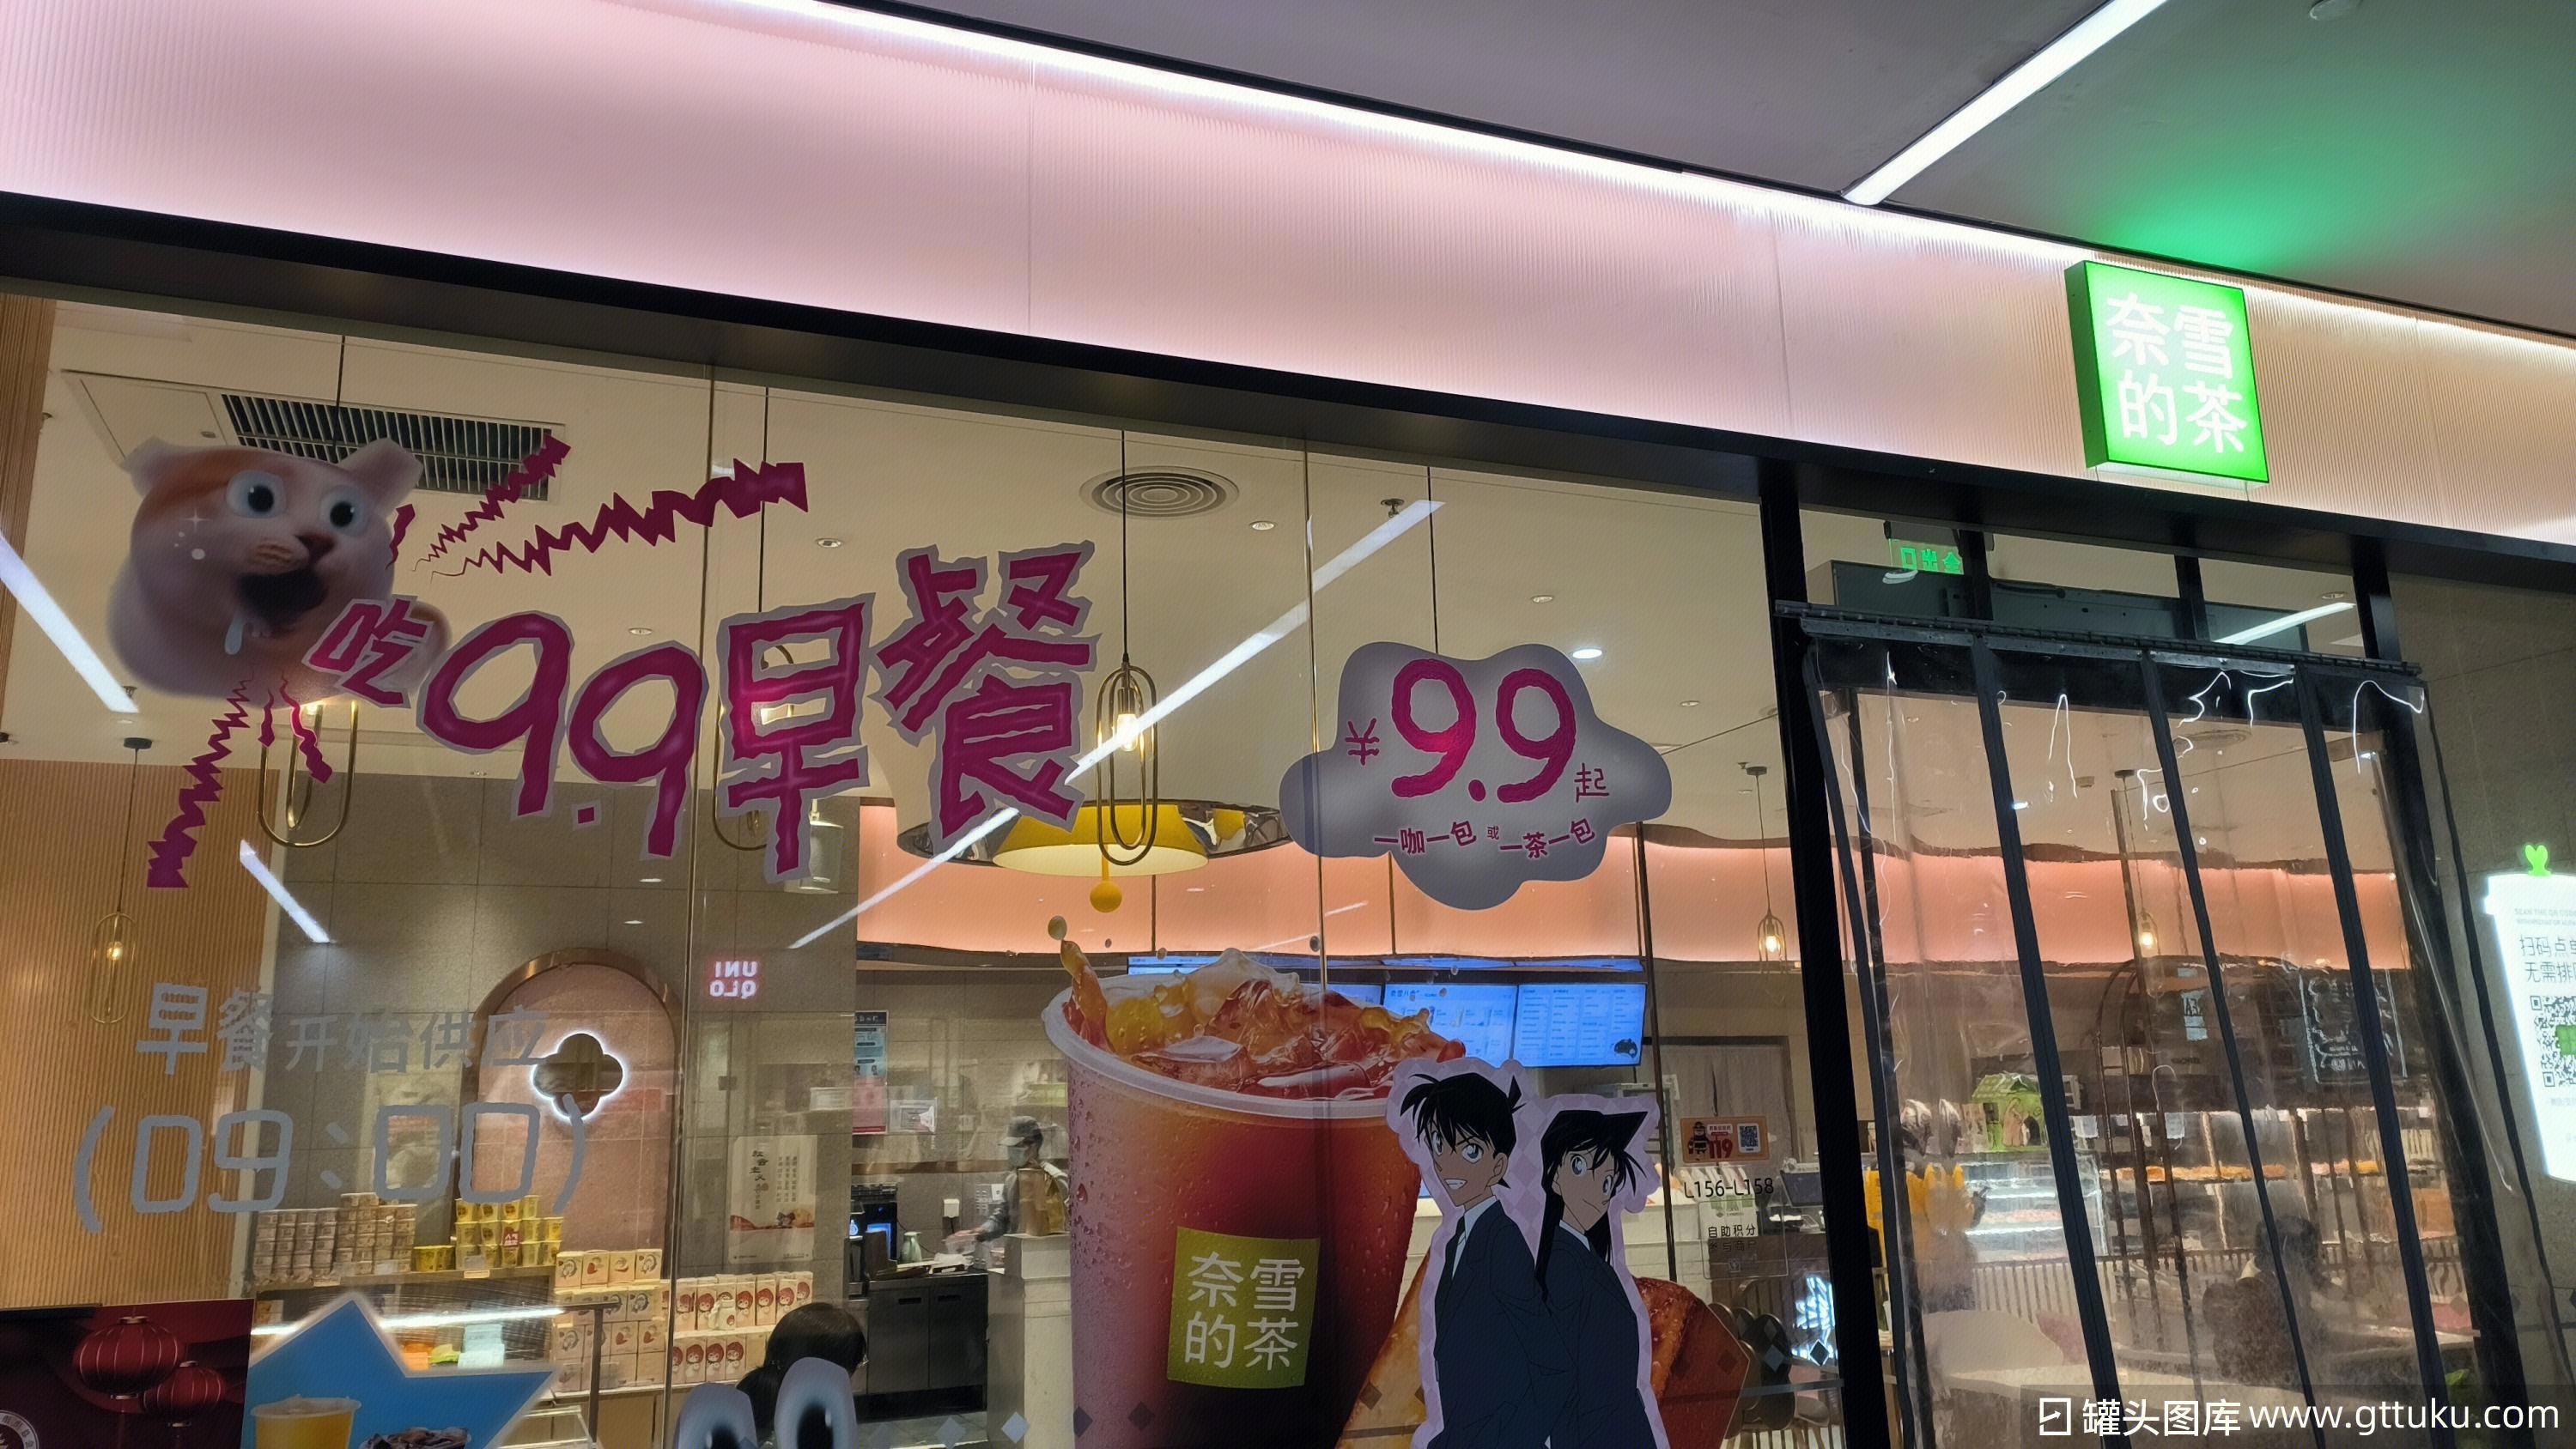 奈雪
的茶
吃9.9早餐
¥9.9起
一咖一包或一茶一包
早餐开始供应
(09:00)
UNI
QLO
奈雪
的茶
119
L156-L158
自助积分
扫码点单
无需排
罐头图库 www.gttuku.com